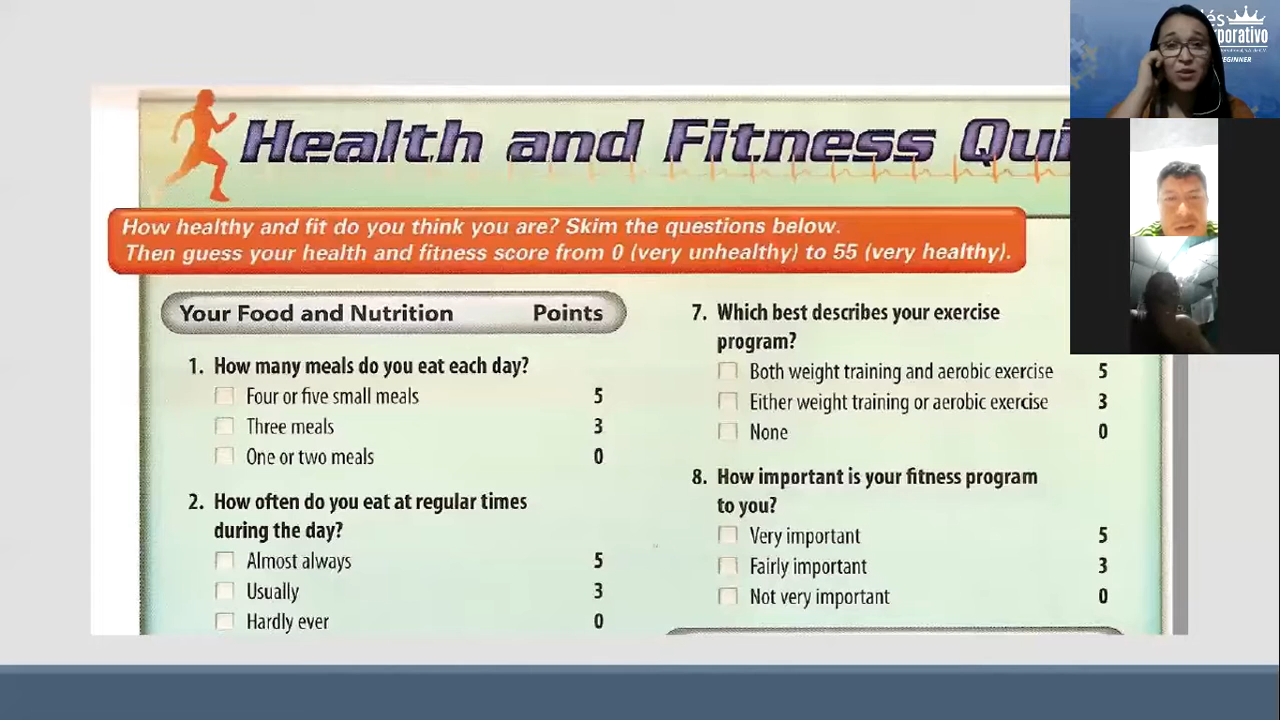 Health and Fitness Qui
How healthy and fit do you think you are? Skim the questions below.
Then guess your health and fitness score from 0 (very unhealthy) to 55 (very healthy).
Your Food and Nutrition Points
1. How many meals do you eat each day?
Four or five small meals 5
Three meals 3
One or two meals 0
2. How often do you eat at regular times
during the day?
Almost always 5
Usually 3
Hardly ever 0
7. Which best describes your exercise
program?
Both weight training and aerobic exercise 5
Either weight training or aerobic exercise 3
None 0
8. How important is your fitness program
to you?
Very important 5
Fairly important 3
Not very important 0
és
porativo
EGINNER